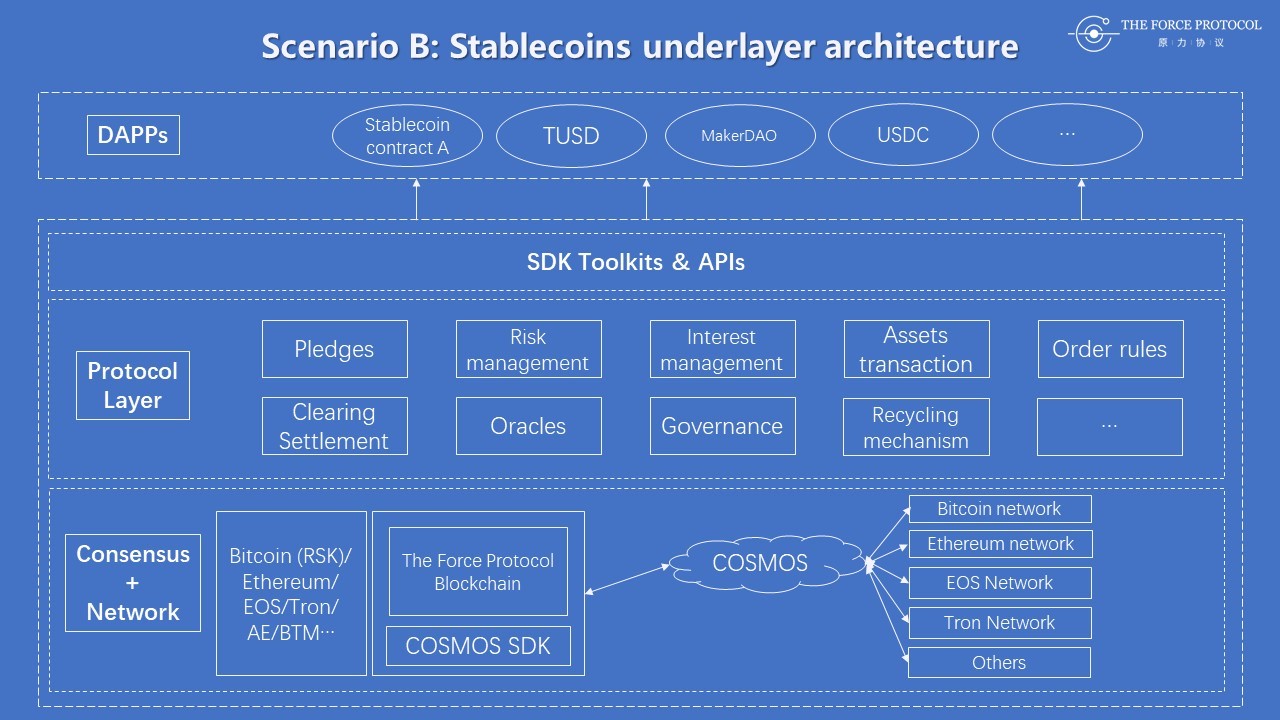 Scenario B: Stablecoins underlayer architecture
THE FORCE PROTOCOL
原 力 协 议
DAPPs
Stablecoin
contract A
TUSD
MakerDAO
USDC
...
SDK Toolkits & APIs
Protocol
Layer
Pledges
Risk
management
Interest
management
Assets
transaction
Order rules
Clearing
Settlement
Oracles
Governance
Recycling
mechanism
...
Consensus
+
Network
Bitcoin (RSK)/
Ethereum/
EOS/Tron/
AE/BTM...
The Force Protocol
Blockchain
COSMOS SDK
COSMOS
Bitcoin network
Ethereum network
EOS Network
Tron Network
Others